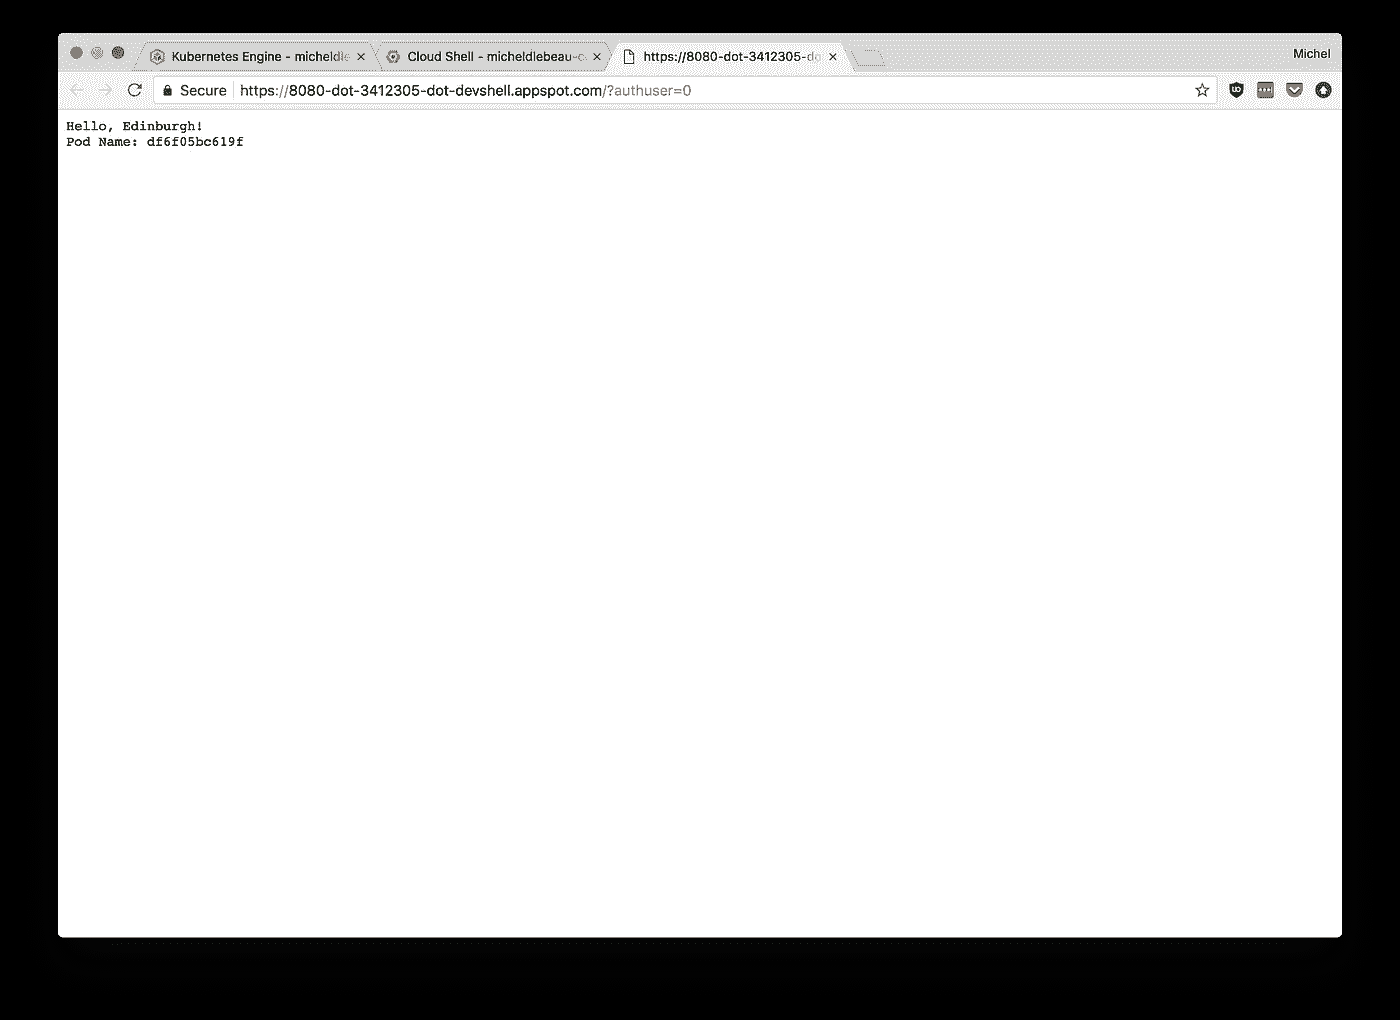 Kubernetes Engine - micheldle
Cloud Shell - micheldlebeau-c
https://8080-dot-3412305-do
Michel
Secure
https://8080-dot-3412305-dot-devshell.appspot.com/?authuser=0
Hello, Edinburgh!
Pod Name: df6f05bc619f